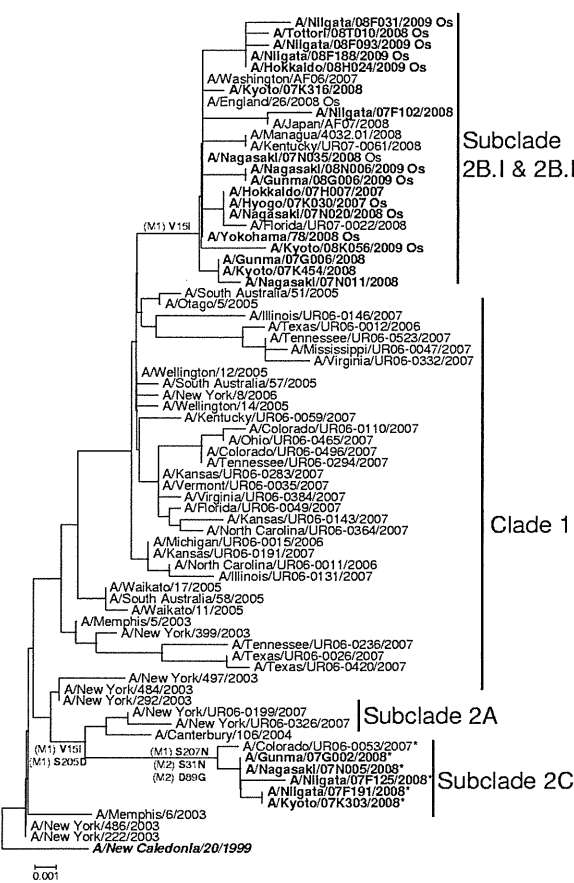 A/Niigata/08F031/2009 Os
A/Tottori/08T010/2008 Os
A/Niigata/08F093/2009 Os
A/Niigata/08F188/2009 Os
A/Hokkaido/08H024/2009 Os
A/Washington/AF06/2007
A/Kyoto/07K316/2008
A/England/26/2008 Os
A/Niigata/07F102/2008
A/Japan/AF07/2008
A/Managua/4032.01/2008
A/Kentucky/UR07-0061/2008
A/Nagasaki/07N035/2008 Os
A/Nagasaki/08N006/2009 Os
A/Gunma/08G006/2009 Os
A/Hokkaido/07H007/2007
A/Hyogo/07K030/2007 Os
A/Nagasaki/07N020/2008 Os
A/Florida/UR07-0022/2008
(M1) V15I
A/Yokohama/78/2008 Os
A/Kyoto/08K056/2009 Os
A/Gunma/07G006/2008
A/Kyoto/07K454/2008
A/Nagasaki/07N011/2008
Subclade
2B.I & 2B.I
A/South Australia/51/2005
A/Otago/5/2005
A/Illinois/UR06-0146/2007
A/Texas/UR06-0012/2006
A/Tennessee/UR06-0523/2007
A/Mississippi/UR06-0047/2007
A/Virginia/UR06-0332/2007
A/Wellington/12/2005
A/South Australia/57/2005
A/New York/8/2006
A/Wellington/14/2005
A/Kentucky/UR06-0059/2007
A/Colorado/UR06-0110/2007
A/Ohio/UR06-0465/2007
A/Colorado/UR06-0496/2007
A/Tennessee/UR06-0294/2007
A/Kansas/UR06-0283/2007
A/Vermont/UR06-0035/2007
A/Virginia/UR06-0384/2007
A/Florida/UR06-0049/2007
A/Kansas/UR06-0143/2007
A/North Carolina/UR06-0364/2007
A/Michigan/UR06-0015/2006
A/Kansas/UR06-0191/2007
A/North Carolina/UR06-0011/2006
A/Illinois/UR06-0131/2007
A/Waikato/17/2005
A/South Australia/58/2005
A/Waikato/11/2005
A/Memphis/5/2003
A/New York/399/2003
A/Tennessee/UR06-0236/2007
A/Texas/UR06-0026/2007
A/Texas/UR06-0420/2007
A/New York/497/2003
A/New York/484/2003
A/New York/292/2003
Clade 1
A/New York/UR06-0199/2007
A/New York/UR06-0326/2007
A/Canterbury/106/2004
Subclade 2A
(M1) V15I
(M1) S205D
(M1) S207N
(M2) S31N
(M2) D89G
A/Colorado/UR06-0053/2007*
A/Gunma/07G002/2008*
A/Nagasaki/07N005/2008*
A/Niigata/07F125/2008*
A/Niigata/07F191/2008*
A/Kyoto/07K303/2008*
Subclade 2C
A/Memphis/6/2003
A/New York/486/2003
A/New York/222/2003
A/New Caledonia/20/1999
0.001